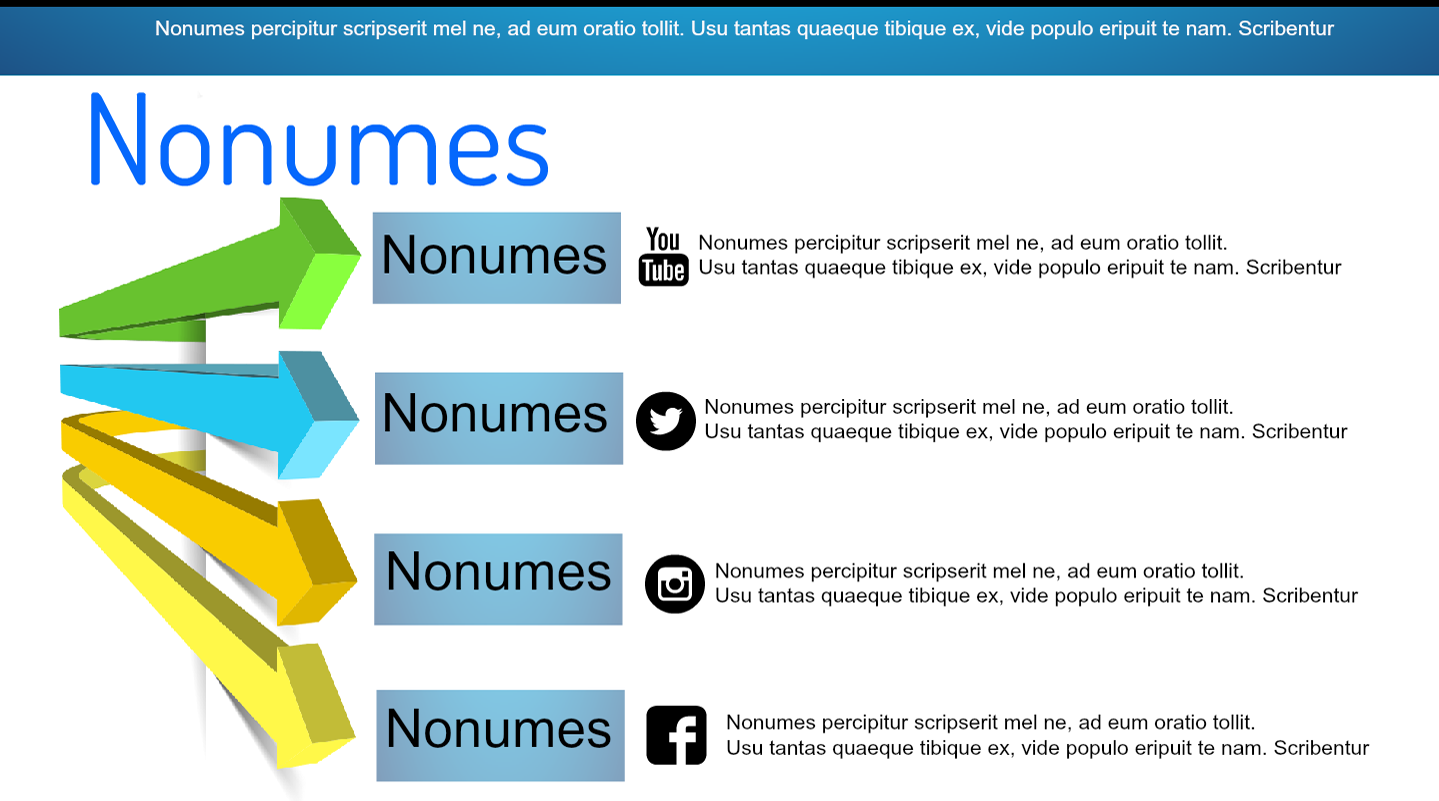 Nonumes percipitur scripserit mel ne, ad eum oratio tollit. Usu tantas quaeque tibique ex, vide populo eripuit te nam. Scribentur
Nonumes
Nonumes
You
Tube
Nonumes percipitur scripserit mel ne, ad eum oratio tollit.
Usu tantas quaeque tibique ex, vide populo eripuit te nam. Scribentur
Nonumes
Nonumes percipitur scripserit mel ne, ad eum oratio tollit.
Usu tantas quaeque tibique ex, vide populo eripuit te nam. Scribentur
Nonumes
Nonumes percipitur scripserit mel ne, ad eum oratio tollit.
Usu tantas quaeque tibique ex, vide populo eripuit te nam. Scribentur
Nonumes
f
Nonumes percipitur scripserit mel ne, ad eum oratio tollit.
Usu tantas quaeque tibique ex, vide populo eripuit te nam. Scribentur